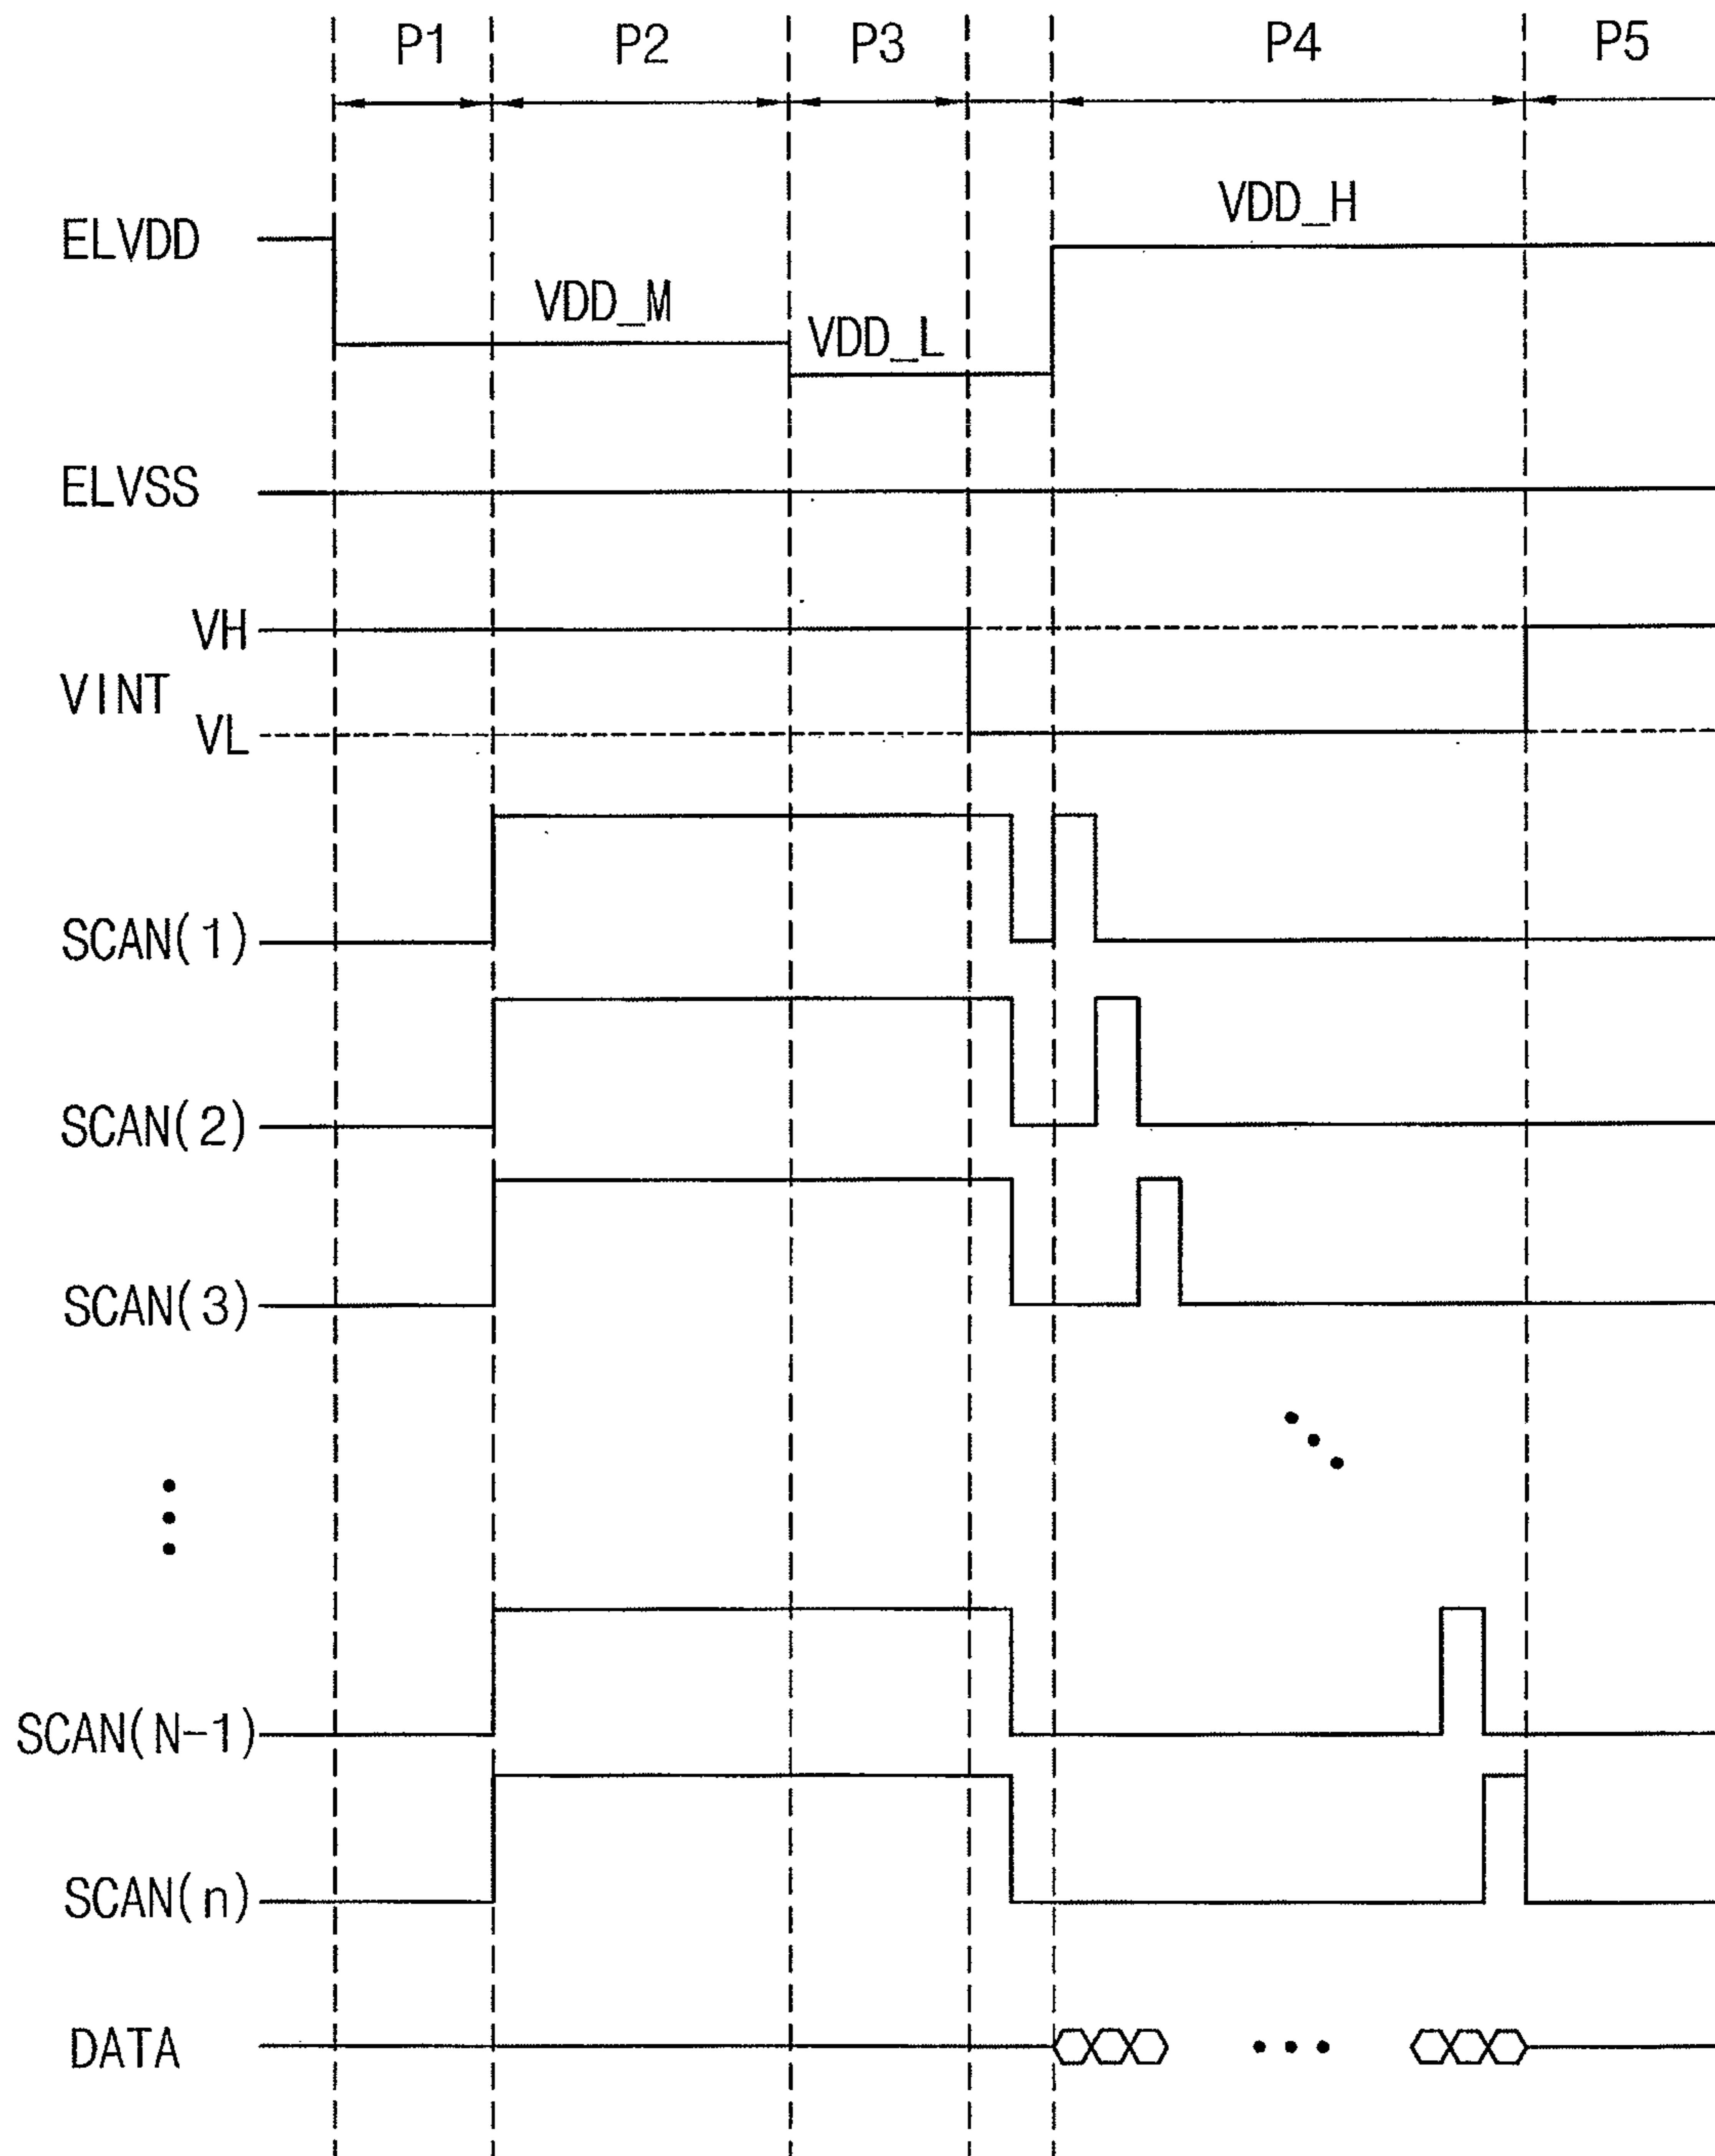 P1 P2 P3 P4 P5
VDD_H
ELVDD
VDD_M
VDD_L
ELVSS
VH
VINT
VL
SCAN(1)
SCAN(2)
SCAN(3)
SCAN(N-1)
SCAN(n)
DATA